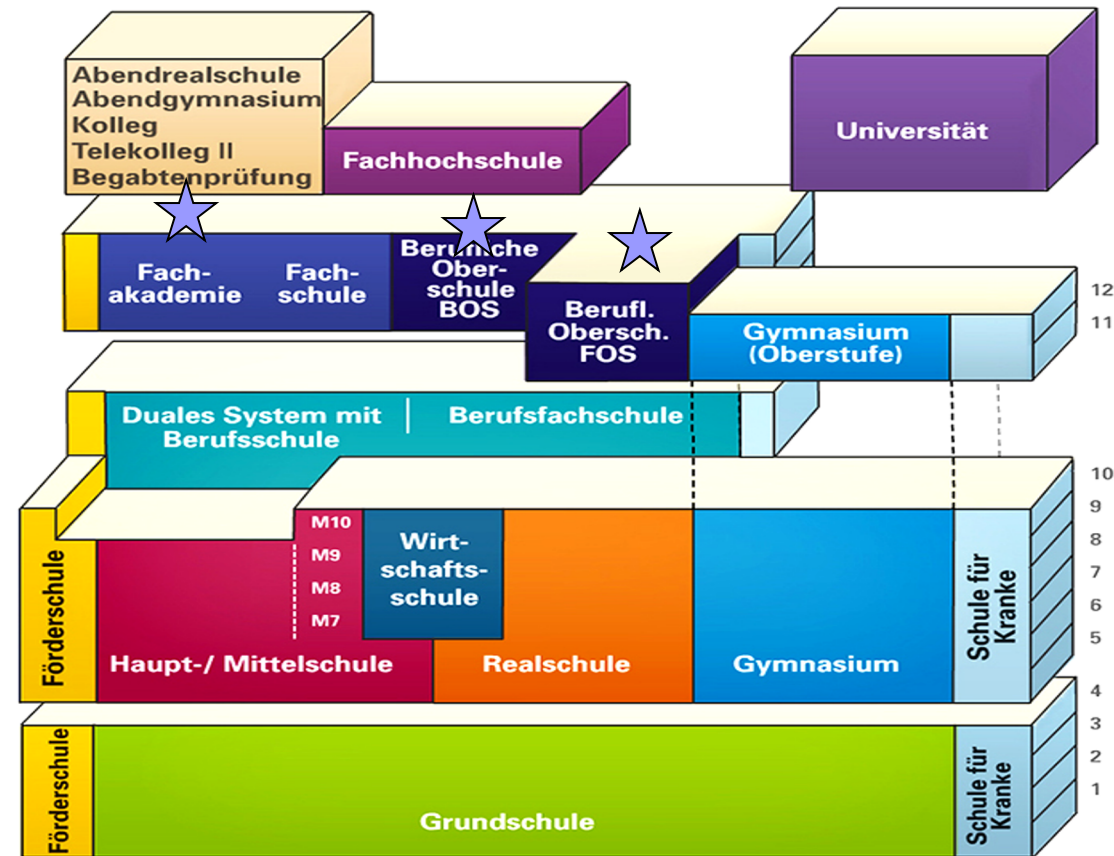 Abendrealschule
Abendgymnasium
Kolleg
Telekolleg II
Begabtenprüfung
Fachhochschule
Universität
Fach-
akademie
Fach-
schule
Berufliche
Ober-
schule
BOS
Berufl.
Obersch.
FOS
Gymnasium
(Oberstufe)
12
11
Duales System mit
Berufsschule
Berufsfachschule
10
9
8
7
6
5
M10
M9
M8
M7
Wirt-
schafts-
schule
Förderschule
Haupt-/ Mittelschule
Realschule
Gymnasium
Schule für
Kranke
4
3
2
1
Förderschule
Grundschule
Schule für
Kranke